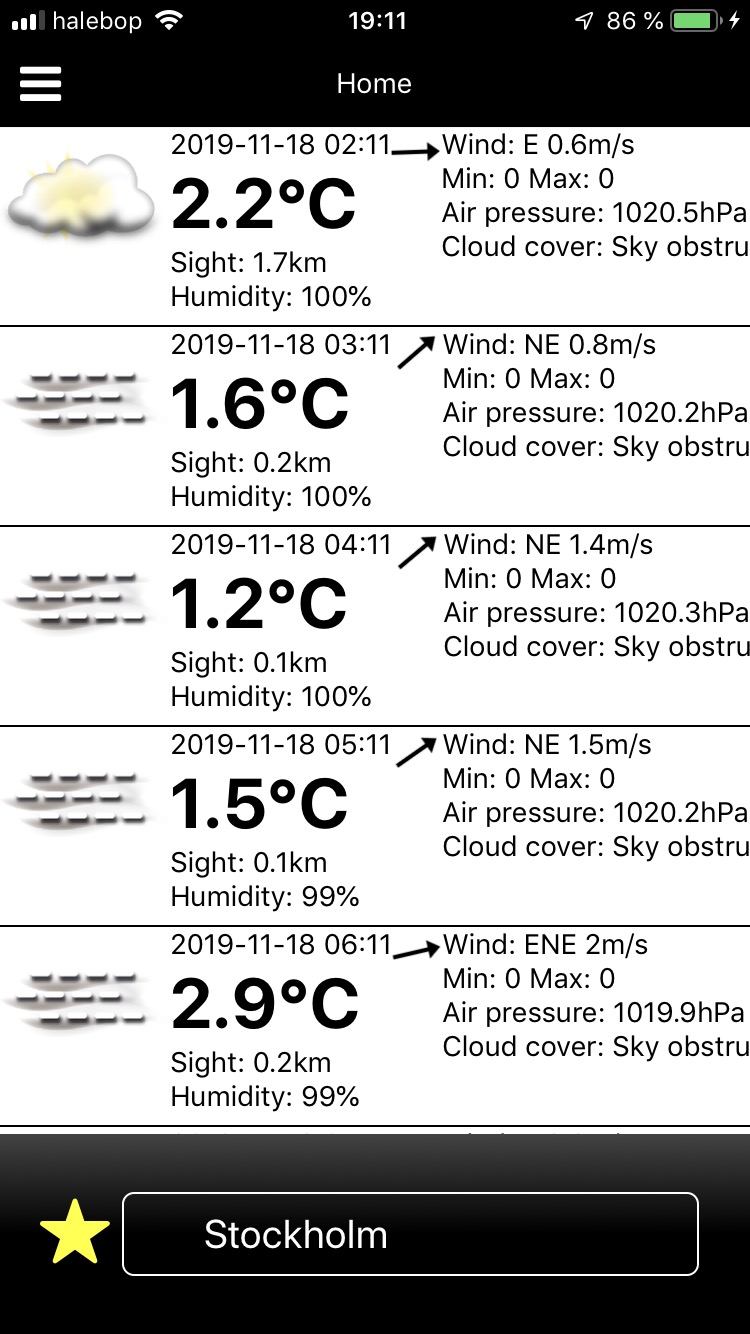 halebop 19:11 86 %
Home
2019-11-18 02:11
2.2°C
Sight: 1.7km
Humidity: 100%
Wind: E 0.6m/s
Min: 0 Max: 0
Air pressure: 1020.5hPa
Cloud cover: Sky obstru
2019-11-18 03:11
1.6°C
Sight: 0.2km
Humidity: 100%
Wind: NE 0.8m/s
Min: 0 Max: 0
Air pressure: 1020.2hPa
Cloud cover: Sky obstru
2019-11-18 04:11
1.2°C
Sight: 0.1km
Humidity: 100%
Wind: NE 1.4m/s
Min: 0 Max: 0
Air pressure: 1020.3hPa
Cloud cover: Sky obstru
2019-11-18 05:11
1.5°C
Sight: 0.1km
Humidity: 99%
Wind: NE 1.5m/s
Min: 0 Max: 0
Air pressure: 1020.2hPa
Cloud cover: Sky obstru
2019-11-18 06:11
2.9°C
Sight: 0.2km
Humidity: 99%
Wind: ENE 2m/s
Min: 0 Max: 0
Air pressure: 1019.9hPa
Cloud cover: Sky obstru
Stockholm